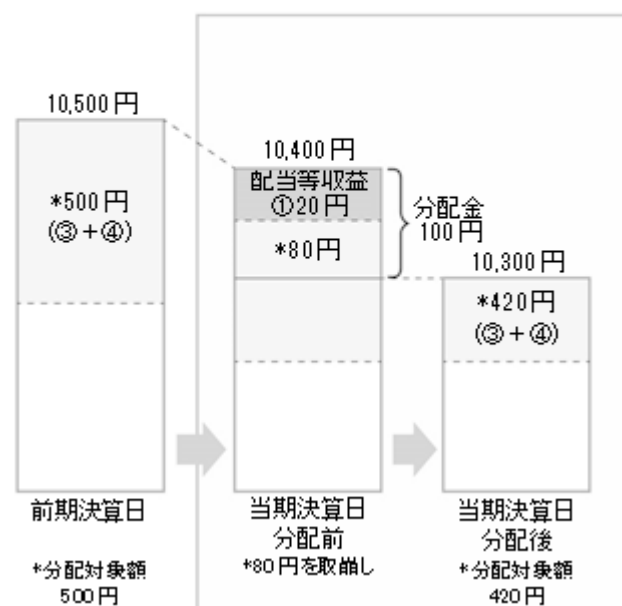 10,500円
*500円
(③+④)
前期決算日
*分配対象額
500円
10,400円
配当等収益
①20円
*80円
分配金
100円
当期決算日
分配前
*80円を取崩し
10,300円
*420円
(③+④)
当期決算日
分配後
*分配対象額
420円